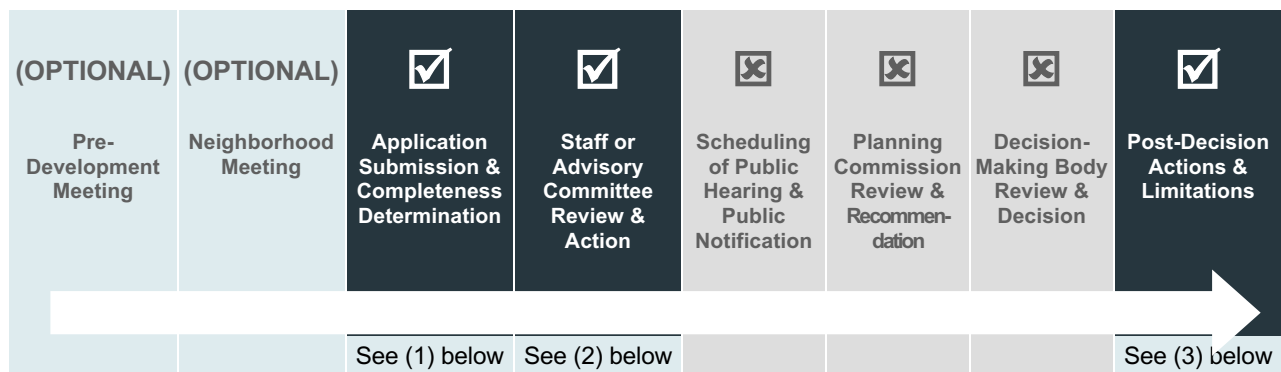 (OPTIONAL)
Pre-
Development
Meeting
(OPTIONAL)
Neighborhood
Meeting
Application
Submission &
Completeness
Determination
See (1) below
Staff or
Advisory
Committee
Review &
Action
See (2) below
Scheduling
of Public
Hearing &
Public
Notification
Planning
Commission
Review &
Recommen-
dation
Decision-
Making Body
Review &
Decision
Post-Decision
Actions &
Limitations
See (3) below